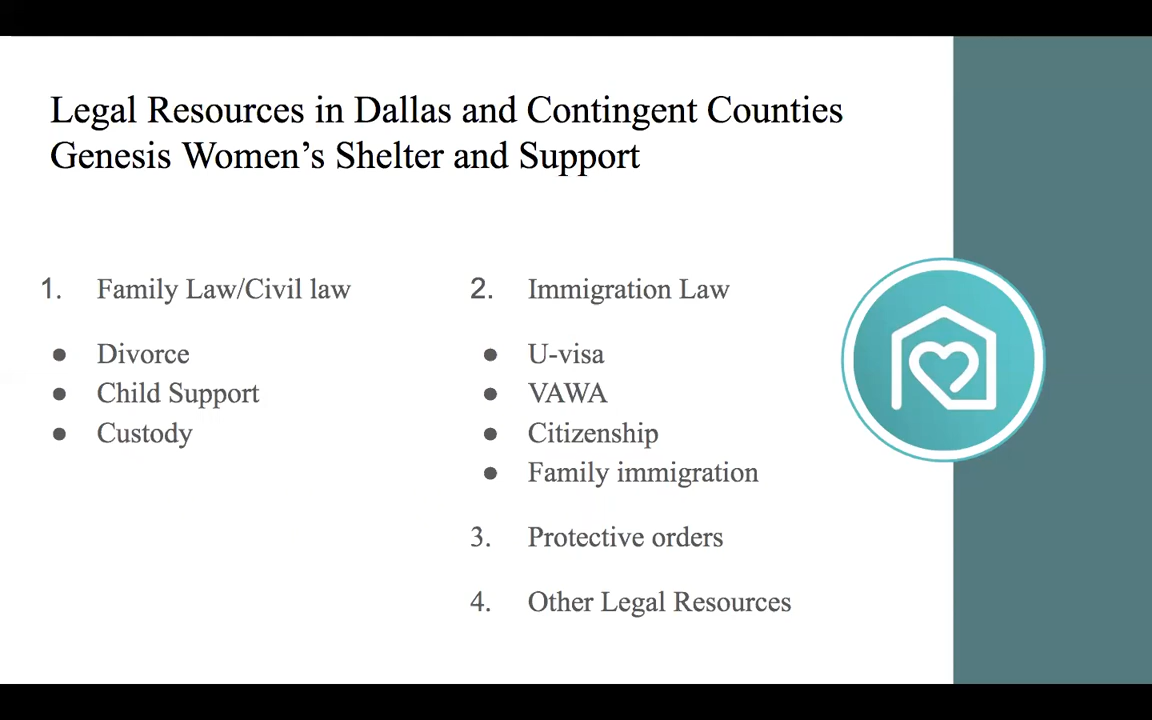 Legal Resources in Dallas and Contingent Counties
Genesis Women’s Shelter and Support
1. Family Law/Civil law
● Divorce
● Child Support
● Custody
2. Immigration Law
● U-visa
● VAWA
● Citizenship
● Family immigration
3. Protective orders
4. Other Legal Resources